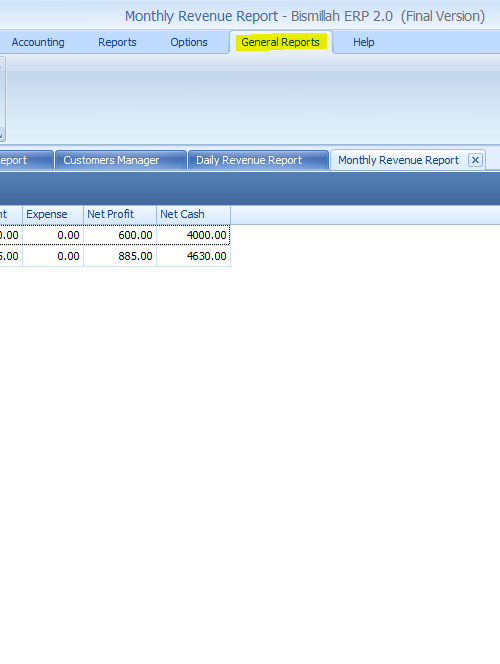 Monthly Revenue Report - Bismillah ERP 2.0 (Final Version)
Accounting Reports Options General Reports Help
eport Customers Manager Daily Revenue Report Monthly Revenue Report
nt Expense Net Profit Net Cash
0.00 0.00 600.00 4000.00
5.00 0.00 885.00 4630.00